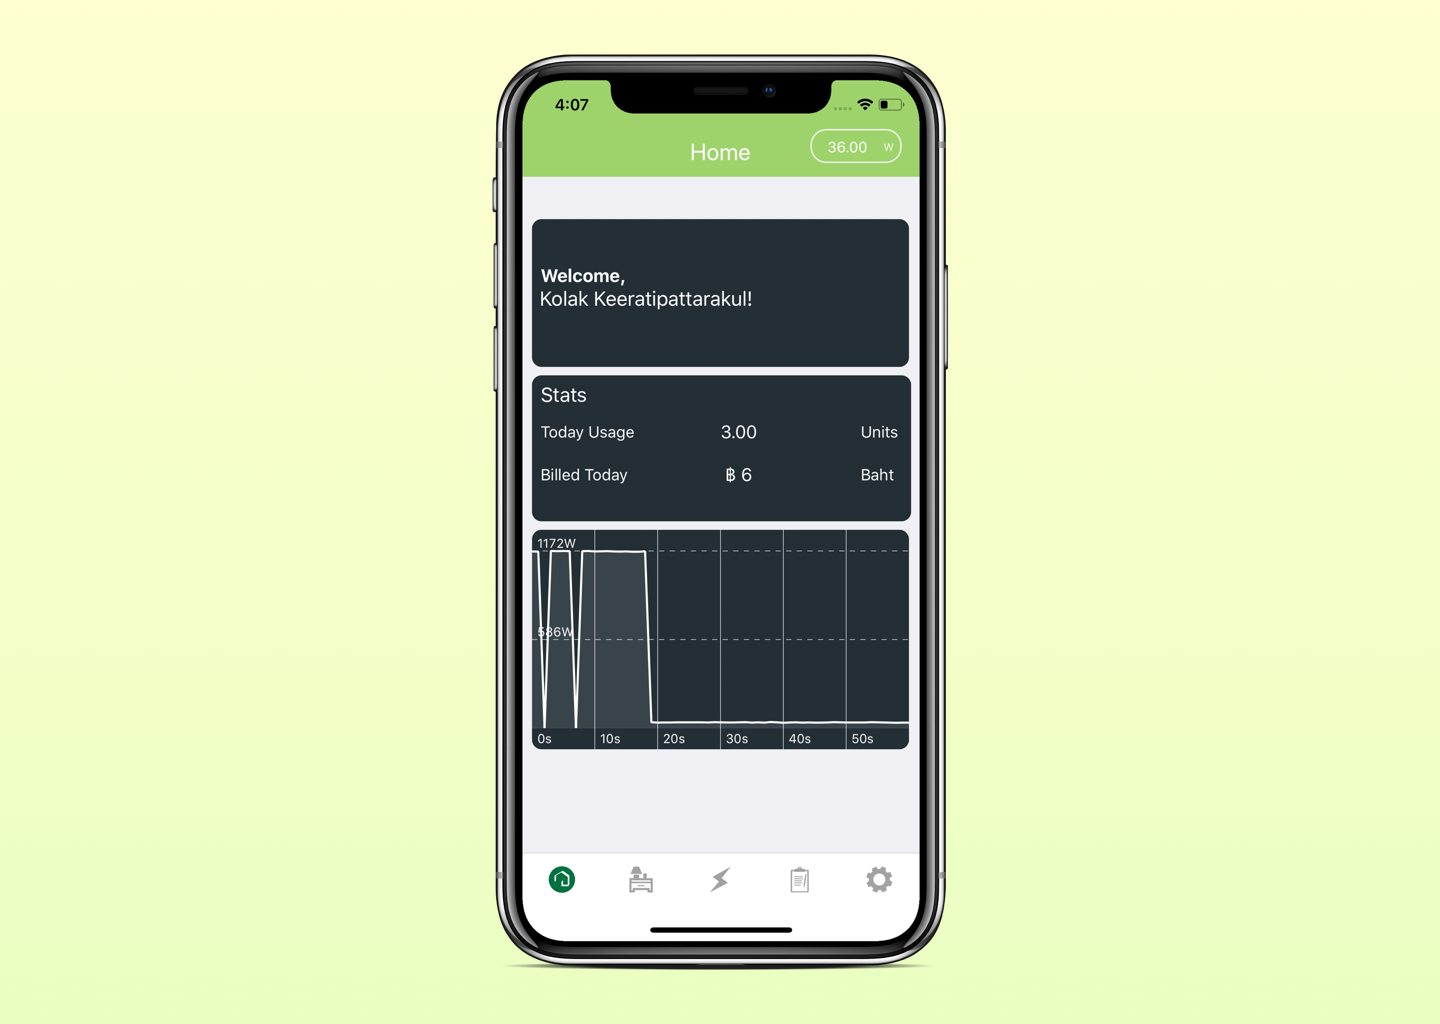 4:07
Home
36.00 W
Welcome,
Kolak Keeratipattarakul!
Stats
Today Usage 3.00 Units
Billed Today ฿ 6 Baht
1172W
586W
0s 10s 20s 30s 40s 50s